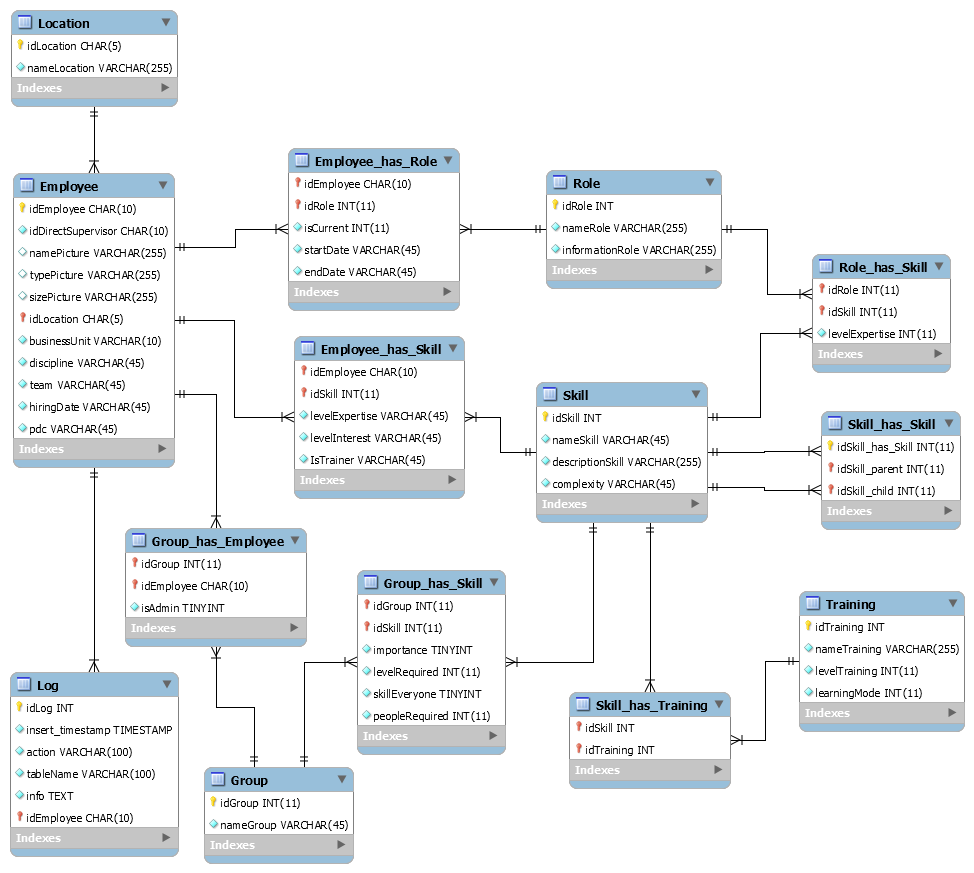 Location
idLocation CHAR(5)
nameLocation VARCHAR(255)
Indexes
Employee
idEmployee CHAR(10)
idDirectSupervisor CHAR(10)
namePicture VARCHAR(255)
typePicture VARCHAR(255)
sizePicture VARCHAR(255)
idLocation CHAR(5)
businessUnit VARCHAR(10)
discipline VARCHAR(45)
team VARCHAR(45)
hiringDate VARCHAR(45)
pdc VARCHAR(45)
Indexes
Employee_has_Role
idEmployee CHAR(10)
idRole INT(11)
isCurrent INT(11)
startDate VARCHAR(45)
endDate VARCHAR(45)
Indexes
Role
idRole INT
nameRole VARCHAR(255)
informationRole VARCHAR(255)
Indexes
Role_has_Skill
idRole INT(11)
idSkill INT(11)
levelExpertise INT(11)
Indexes
Employee_has_Skill
idEmployee CHAR(10)
idSkill INT(11)
levelExpertise VARCHAR(45)
levelInterest VARCHAR(45)
IsTrainer VARCHAR(45)
Indexes
Skill
idSkill INT
nameSkill VARCHAR(45)
descriptionSkill VARCHAR(255)
complexity VARCHAR(45)
Indexes
Skill_has_Skill
idSkill_has_Skill INT(11)
idSkill_parent INT(11)
idSkill_child INT(11)
Indexes
Group_has_Employee
idGroup INT(11)
idEmployee CHAR(10)
isAdmin TINYINT
Indexes
Group_has_Skill
idGroup INT(11)
idSkill INT(11)
importance TINYINT
levelRequired INT(11)
skillEveryone TINYINT
peopleRequired INT(11)
Indexes
Training
idTraining INT
nameTraining VARCHAR(255)
levelTraining INT(11)
learningMode INT(11)
Indexes
Log
idLog INT
insert_timestamp TIMESTAMP
action VARCHAR(100)
tableName VARCHAR(100)
info TEXT
idEmployee CHAR(10)
Indexes
Skill_has_Training
idSkill INT
idTraining INT
Indexes
Group
idGroup INT(11)
nameGroup VARCHAR(45)
Indexes